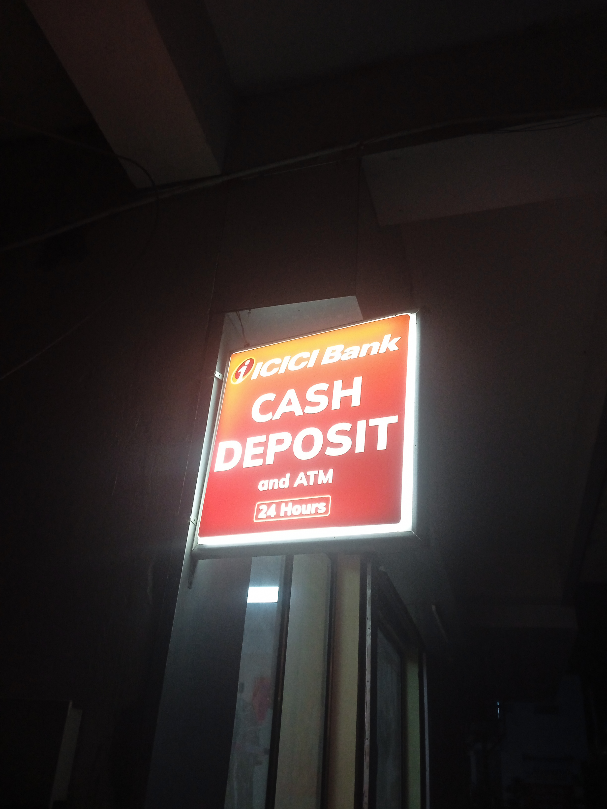 i ICICI Bank
CASH
DEPOSIT
and ATM
24 Hours